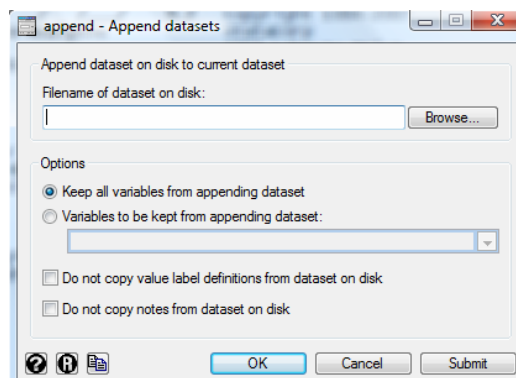 append - Append datasets
Append dataset on disk to current dataset
Filename of dataset on disk:
Browse...
Options
Keep all variables from appending dataset
Variables to be kept from appending dataset:
Do not copy value label definitions from dataset on disk
Do not copy notes from dataset on disk
? R OK Cancel Submit